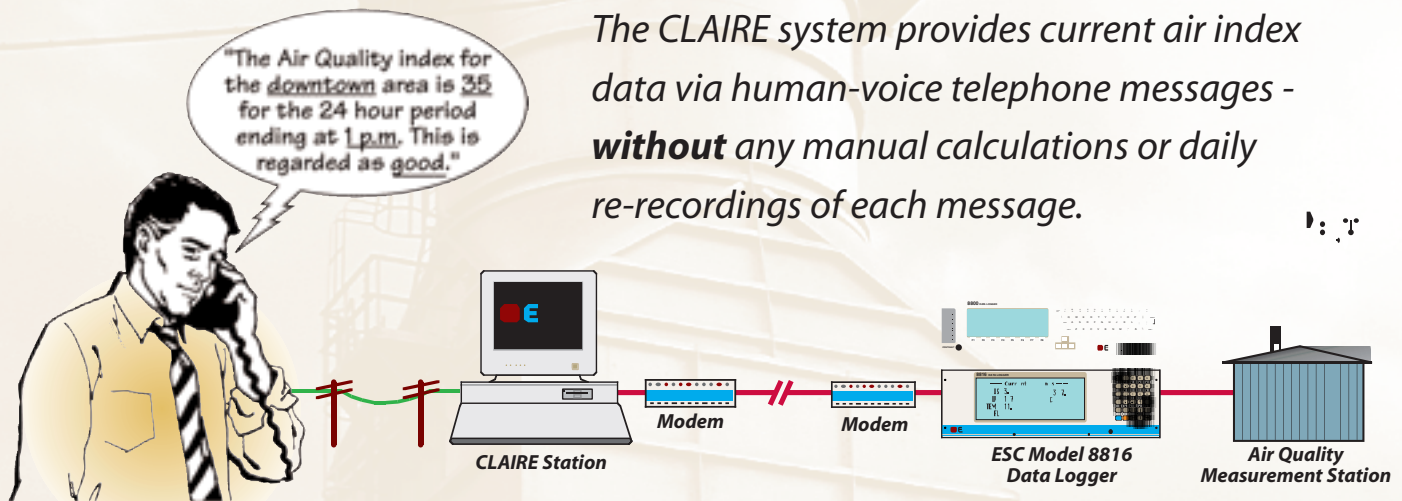 "The Air Quality index for
the downtown area is 35
for the 24 hour period
ending at 1 p.m. This is
regarded as good."
The CLAIRE system provides current air index
data via human-voice telephone messages -
without any manual calculations or daily
re-recordings of each message.
E
8800
E
8816
E
Modem
Modem
CLAIRE Station
ESC Model 8816
Data Logger
Air Quality
Measurement Station